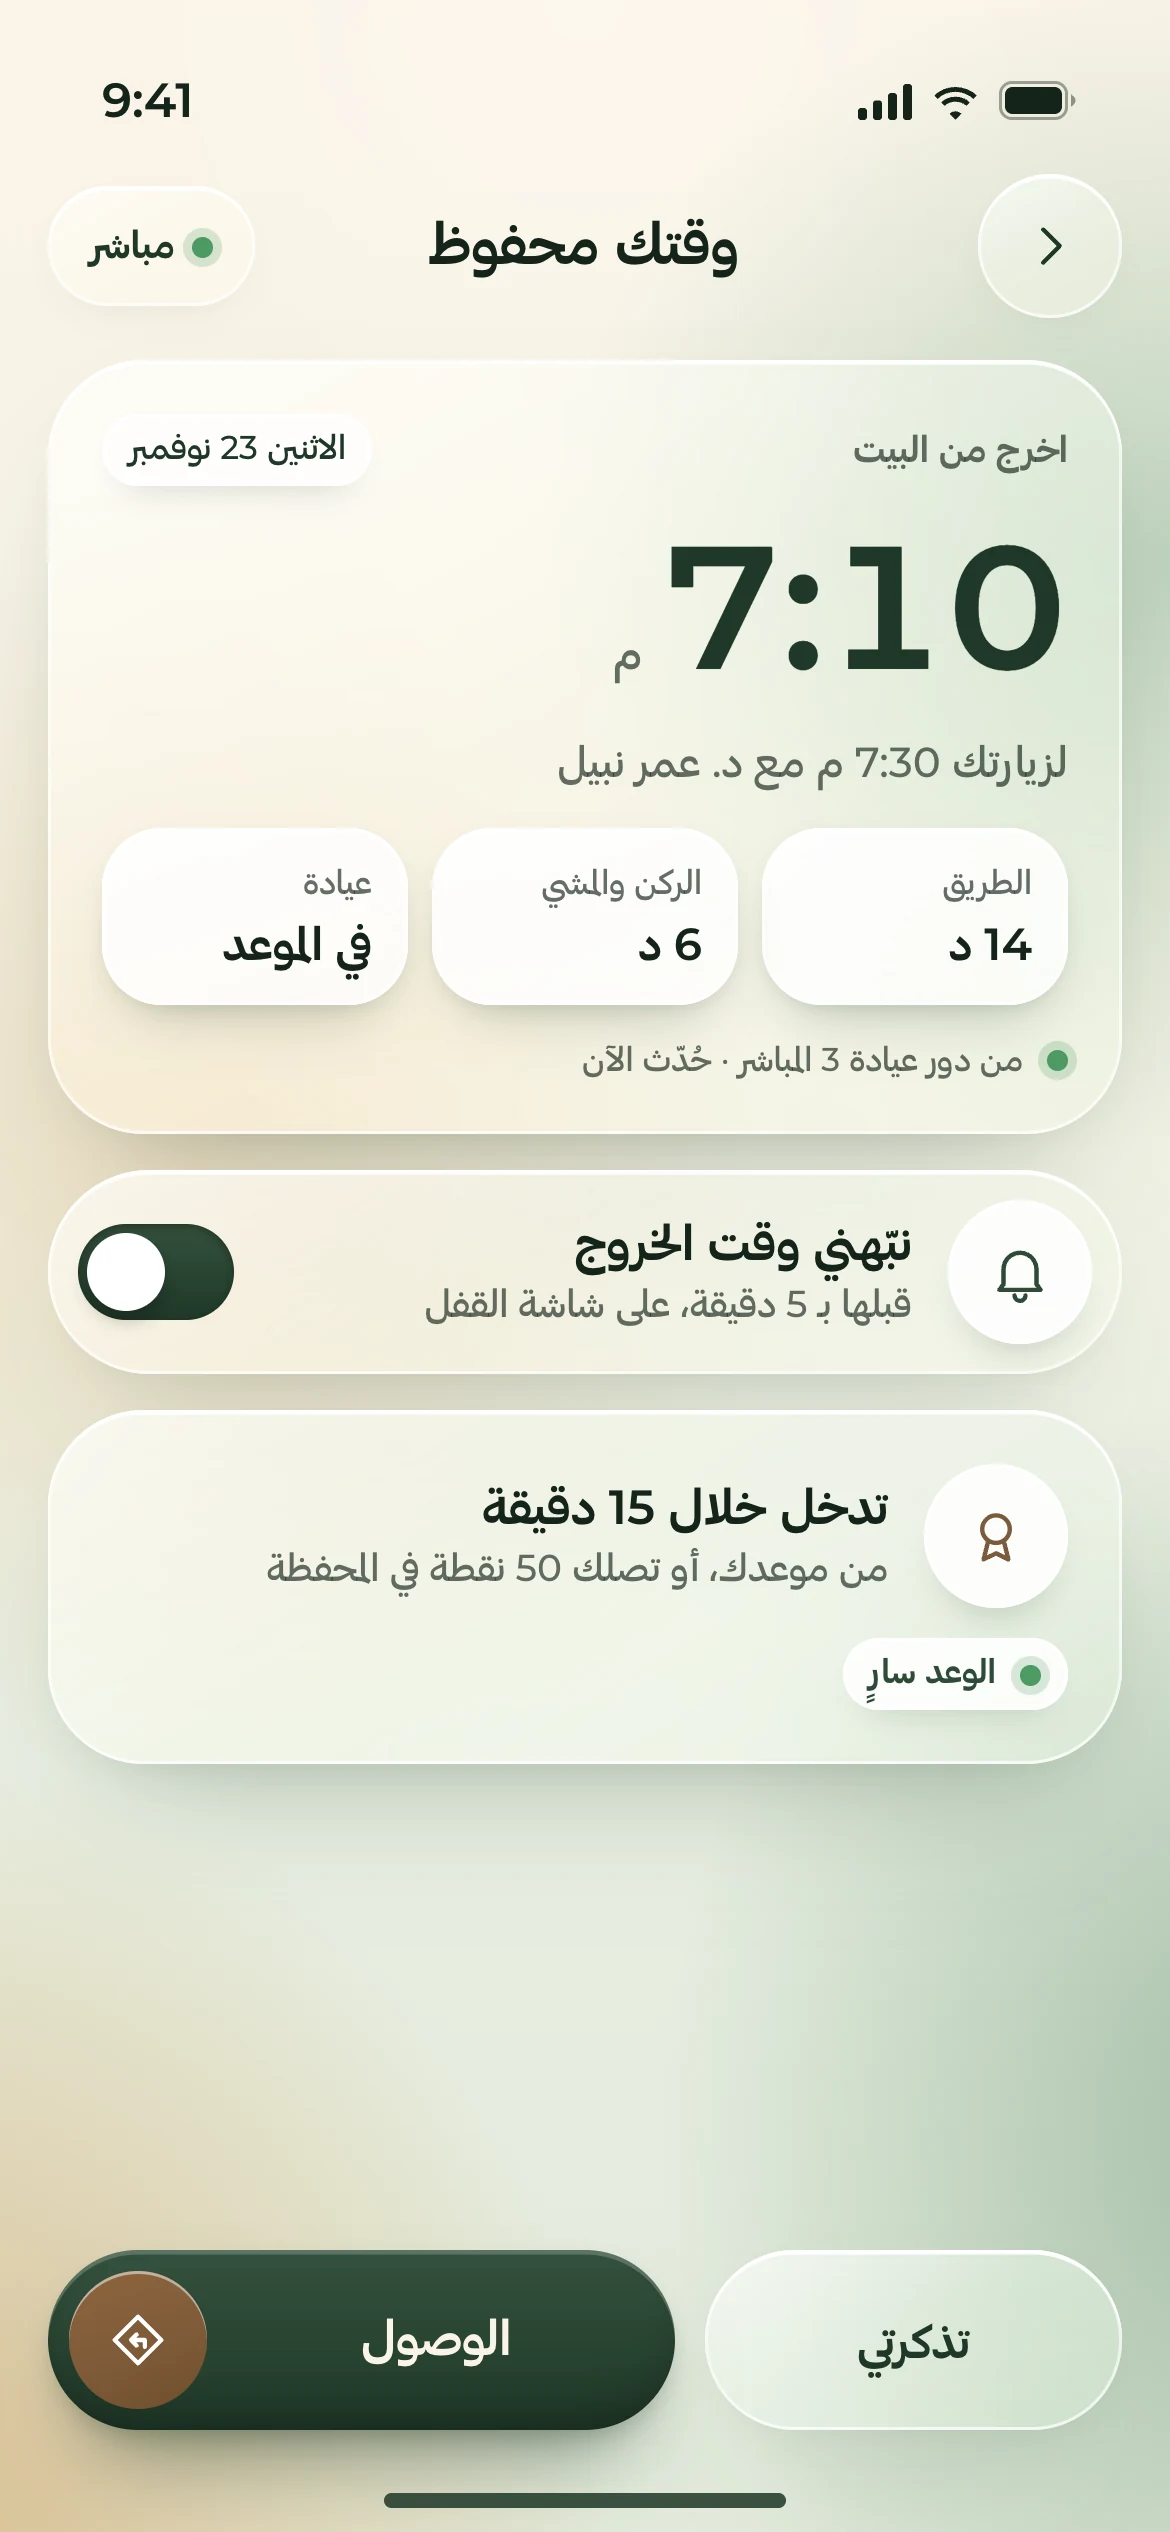 9:41
وقتك محفوظ
مباشر
اخرج من البيت
الاثنين 23 نوفمبر
7:10 م
لزيارتك 7:30 م مع د. عمر نبيل
الطريق
14 د
الركن والمشي
6 د
عيادة
في الموعد
من دور عيادة 3 المباشر · حُدّث الآن
نبّهني وقت الخروج
قبلها بـ 5 دقيقة، على شاشة القفل
تدخل خلال 15 دقيقة
من موعدك، أو تصلك 50 نقطة في المحفظة
الوعد سارٍ
تذكرتي
الوصول